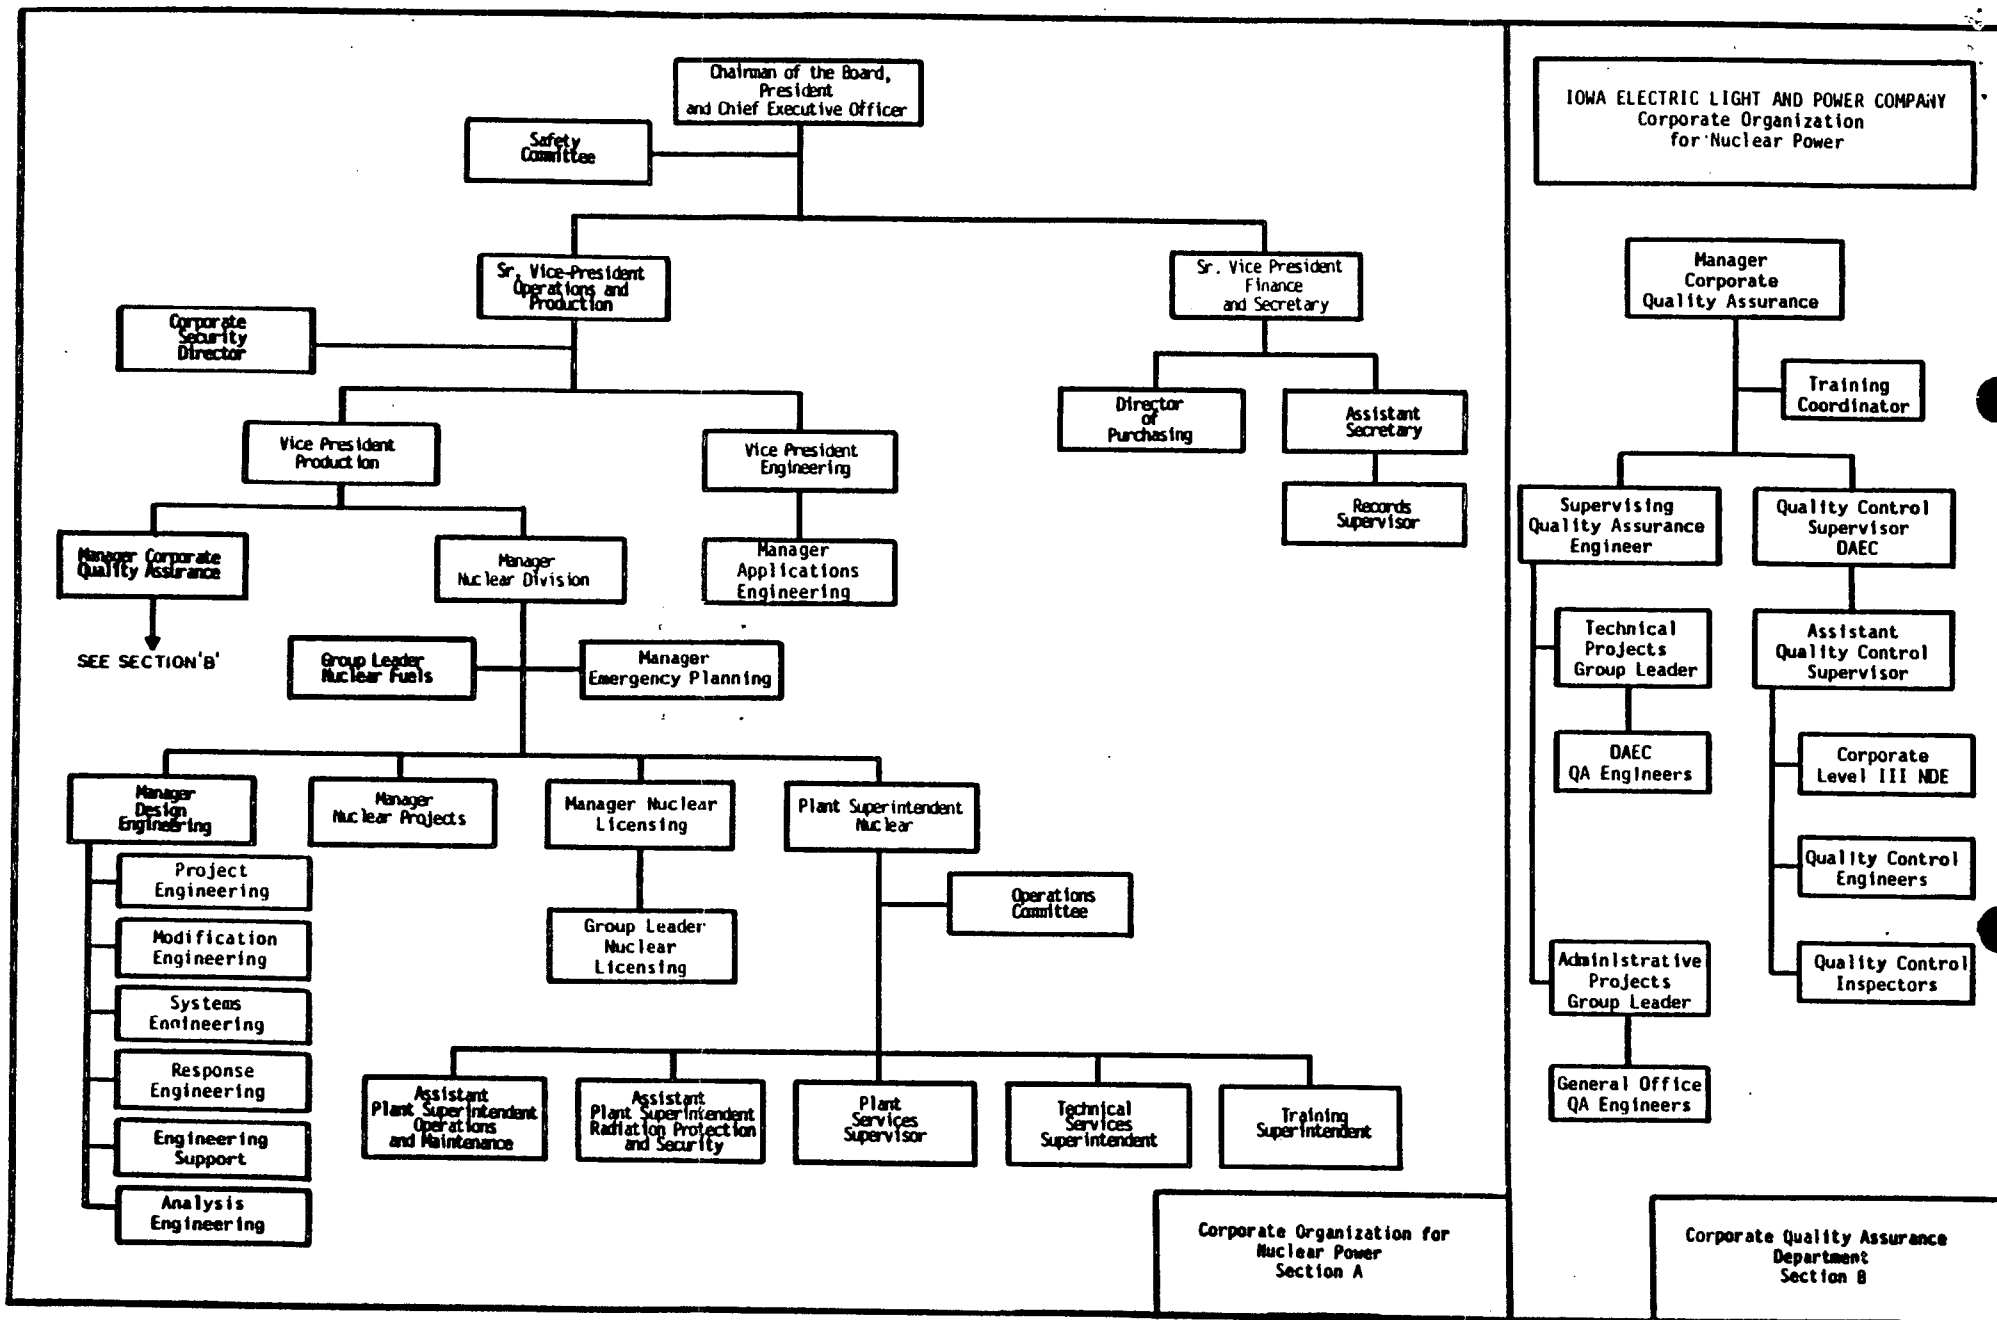 Chairman of the Board,
President
and Chief Executive Officer
Safety
Committee
Sr. Vice-President
Operations and
Production
Sr. Vice President
Finance
and Secretary
Corporate
Security
Director
Vice President
Production
Vice President
Engineering
Director
of
Purchasing
Assistant
Secretary
Records
Supervisor
Manager Corporate
Quality Assurance
SEE SECTION 'B'
Manager
Nuclear Division
Manager
Applications
Engineering
Group Leader
Nuclear Fuels
Manager
Emergency Planning
Manager
Design
Engineering
Manager
Nuclear Projects
Manager Nuclear
Licensing
Plant Superintendent
Nuclear
Project
Engineering
Modification
Engineering
Systems
Engineering
Response
Engineering
Engineering
Support
Analysis
Engineering
Group Leader
Nuclear
Licensing
Operations
Committee
Assistant
Plant Superintendent
Operations
and Maintenance
Assistant
Plant Superintendent
Radiation Protection
and Security
Plant
Services
Supervisor
Technical
Services
Superintendent
Training
Superintendent
Corporate Organization for
Nuclear Power
Section A
IOWA ELECTRIC LIGHT AND POWER COMPANY
Corporate Organization
for Nuclear Power
Manager
Corporate
Quality Assurance
Training
Coordinator
Supervising
Quality Assurance
Engineer
Quality Control
Supervisor
DAEC
Technical
Projects
Group Leader
Assistant
Quality Control
Supervisor
DAEC
QA Engineers
Corporate
Level III NDE
Quality Control
Engineers
Administrative
Projects
Group Leader
Quality Control
Inspectors
General Office
QA Engineers
Corporate Quality Assurance
Department
Section B